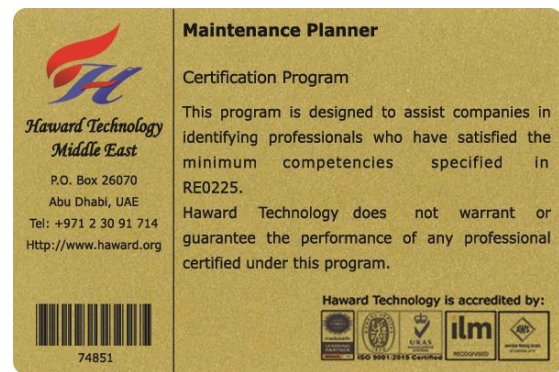 Haward Technology
Middle East
P.O. Box 26070
Abu Dhabi, UAE
Tel: +971 2 30 91 714
Http://www.haward.org
74851
Maintenance Planner
Certification Program
This program is designed to assist companies in
identifying professionals who have satisfied the
minimum competencies specified in
RE0225.
Haward Technology does not warrant or
guarantee the performance of any professional
certified under this program.
Haward Technology is accredited by:
UKAS
ilm
RECOGNISED
ISO 9001:2015 Certified